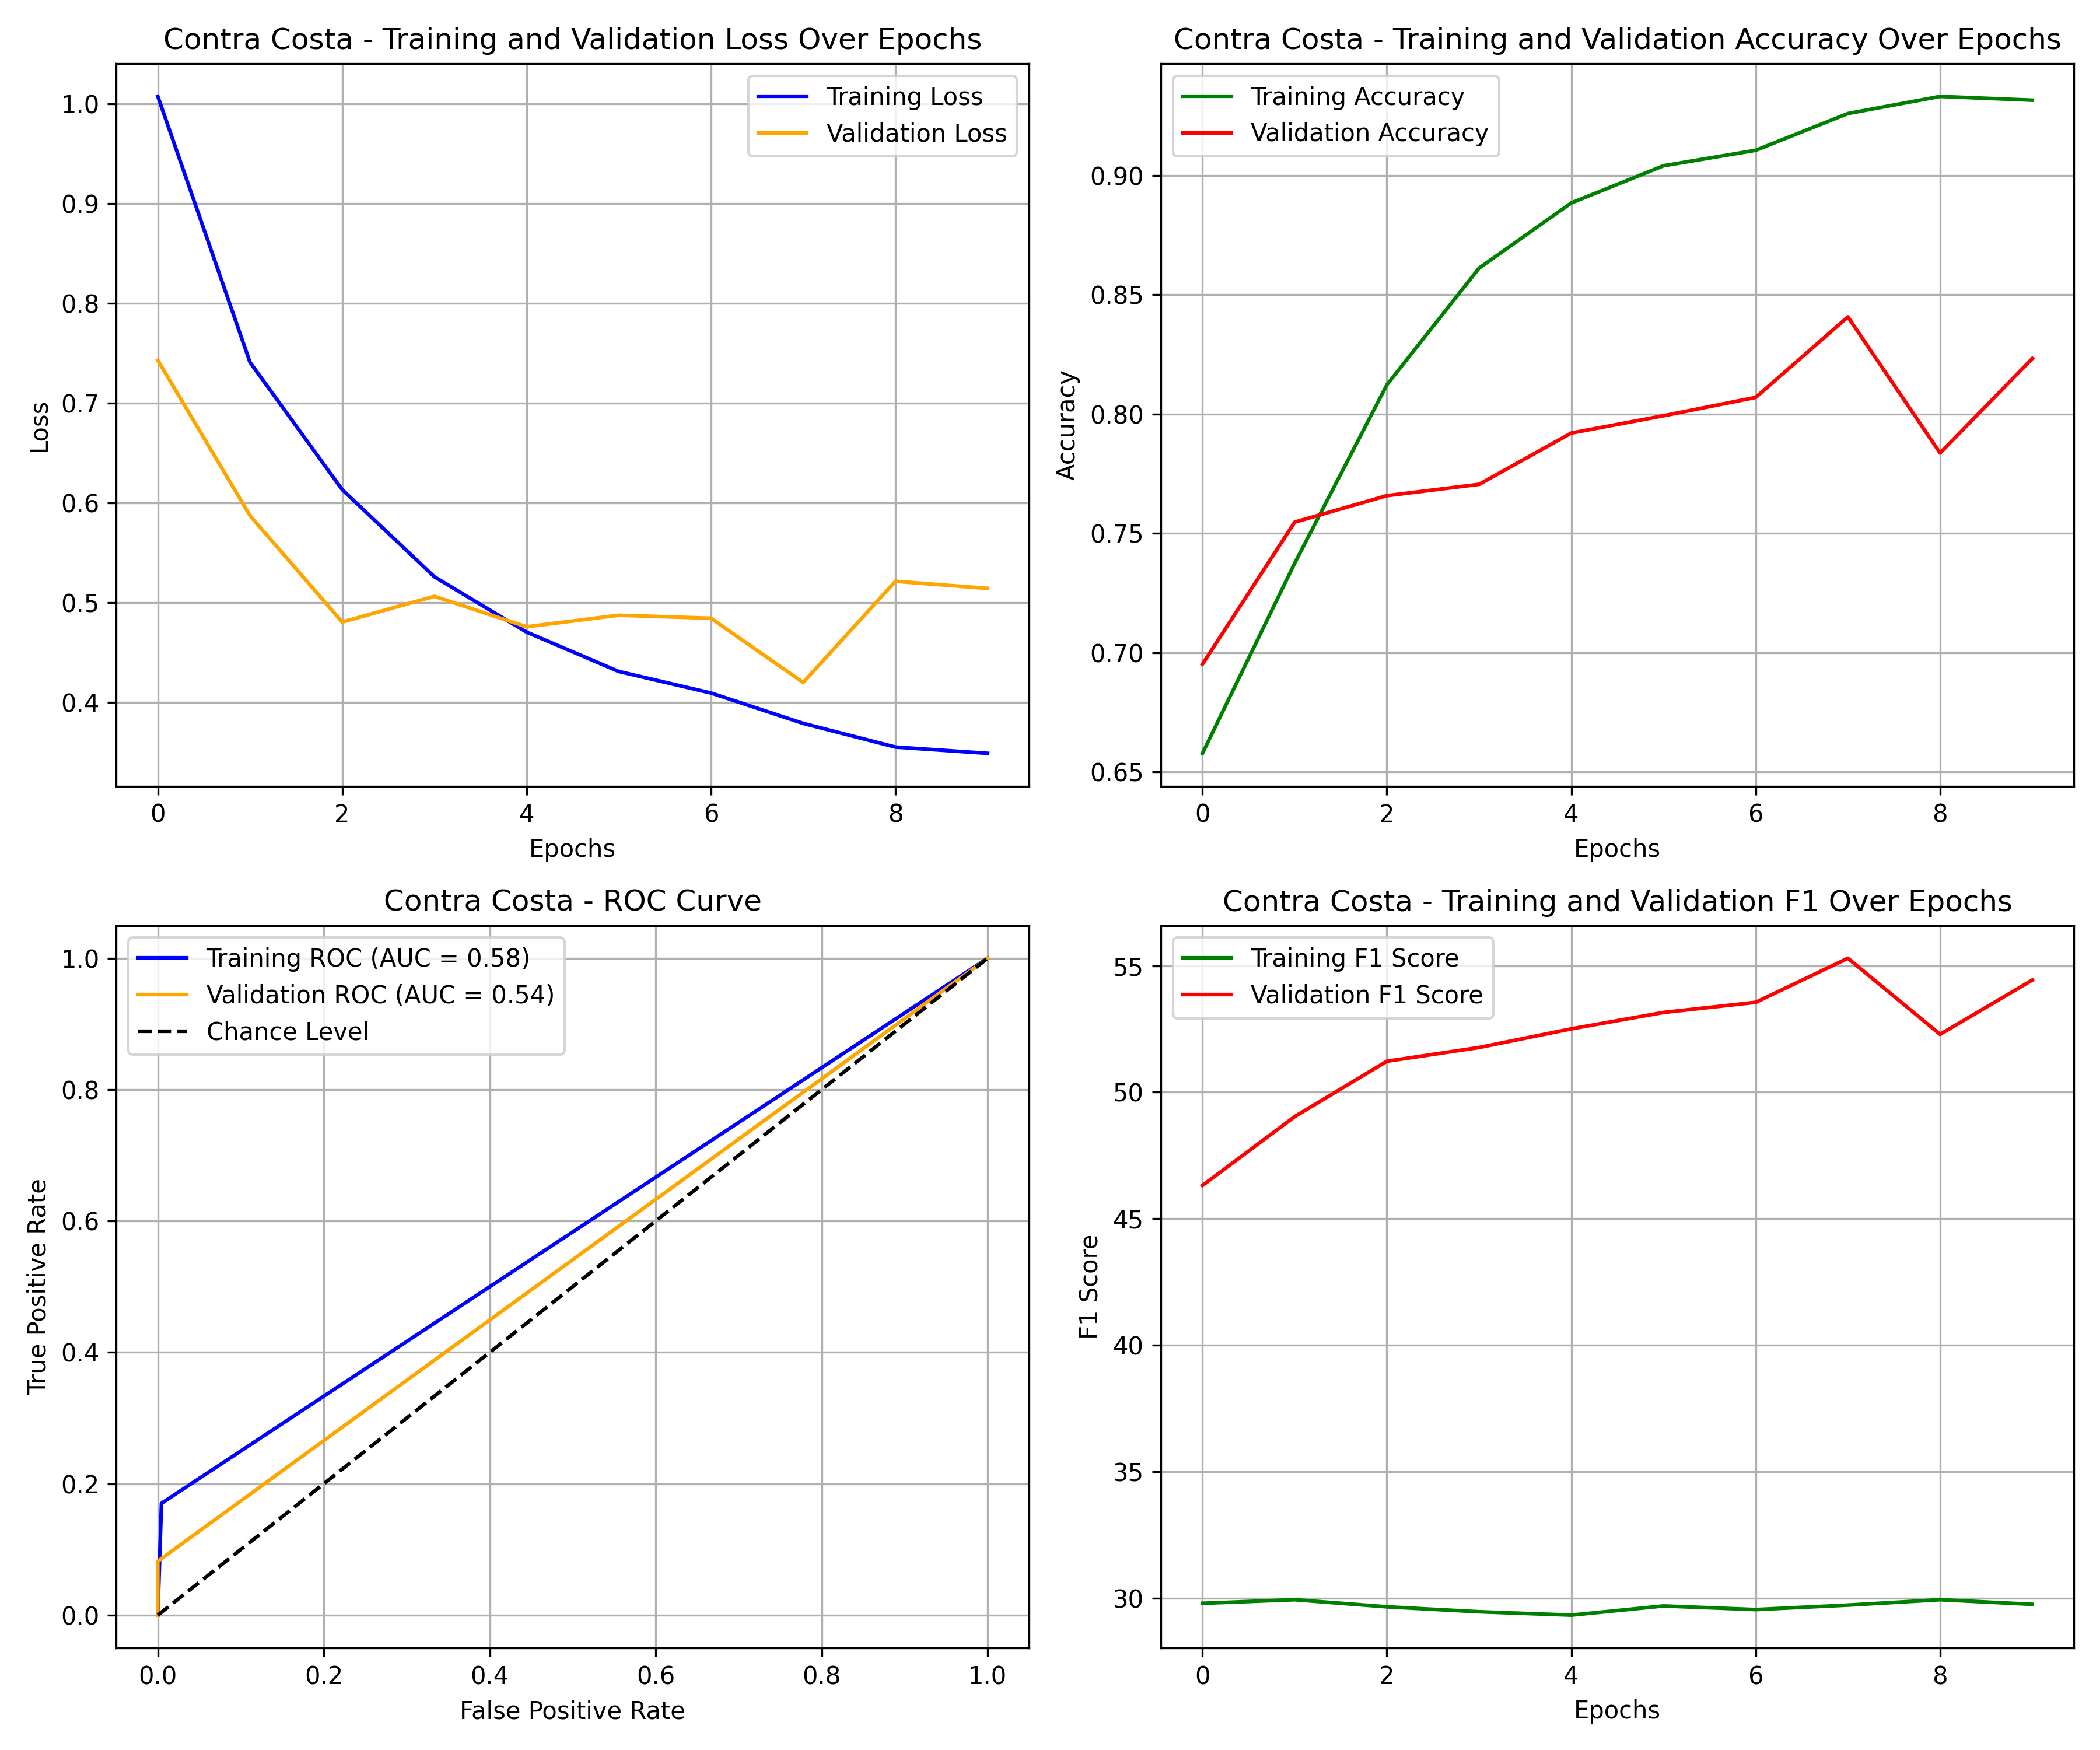 Contra Costa - Training and Validation Loss Over Epochs
Training Loss
Validation Loss
1.0
0.9
0.8
0.7
0.6
0.5
0.4
Loss
0 2 4 6 8
Epochs
Contra Costa - Training and Validation Accuracy Over Epochs
Training Accuracy
Validation Accuracy
0.90
0.85
0.80
0.75
0.70
0.65
Accuracy
0 2 4 6 8
Epochs
Contra Costa - ROC Curve
Training ROC (AUC = 0.58)
Validation ROC (AUC = 0.54)
Chance Level
1.0
0.8
0.6
0.4
0.2
0.0
True Positive Rate
0.0 0.2 0.4 0.6 0.8 1.0
False Positive Rate
Contra Costa - Training and Validation F1 Over Epochs
Training F1 Score
Validation F1 Score
55
50
45
40
35
30
F1 Score
0 2 4 6 8
Epochs